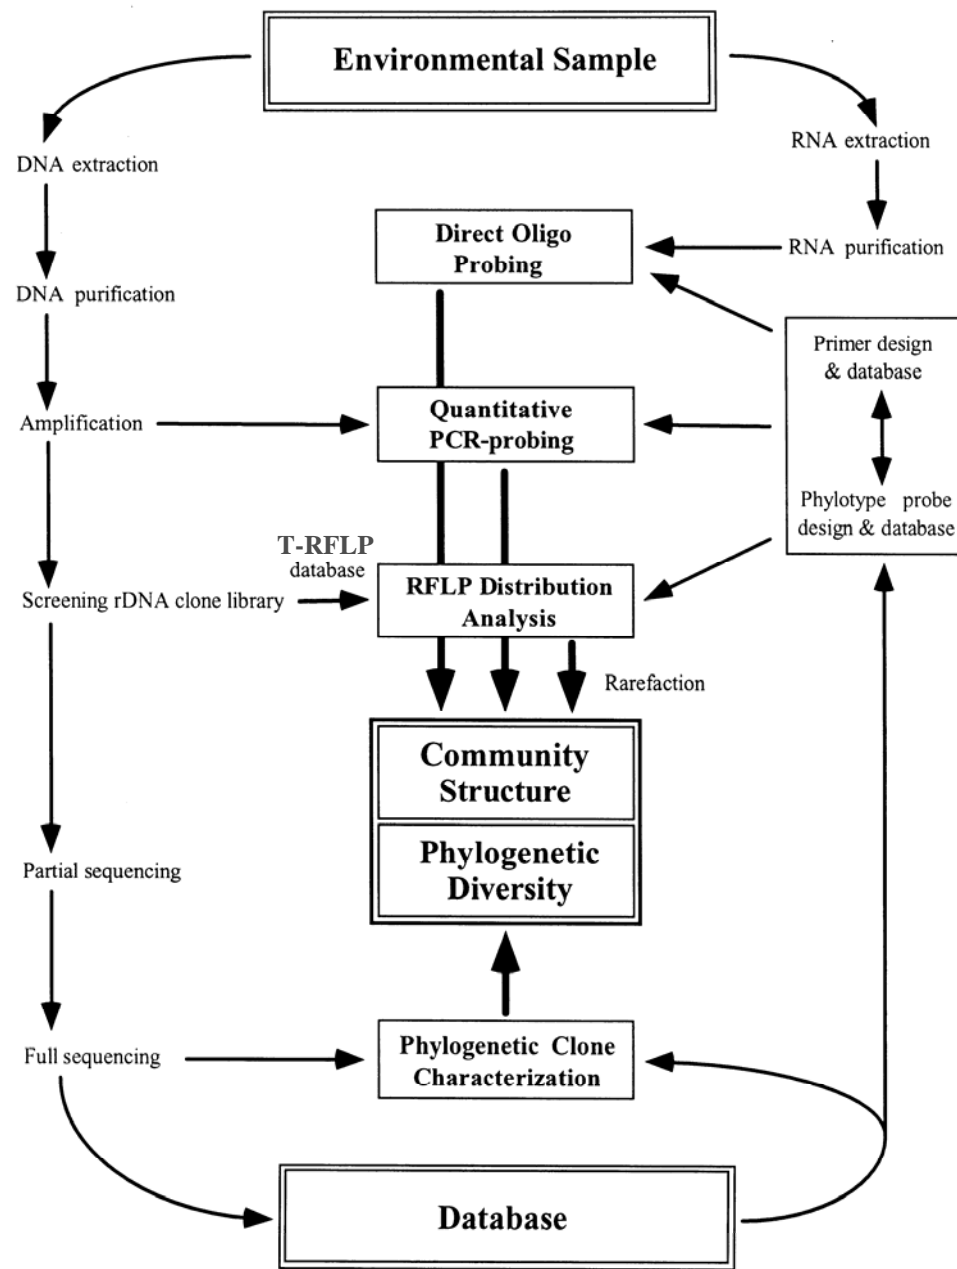 Environmental Sample
DNA extraction
RNA extraction
Direct Oligo
Probing
RNA purification
DNA purification
Primer design
& database
Amplification
Quantitative
PCR-probing
Phylotype probe
design & database
T-RFLP
database
Screening rDNA clone library
RFLP Distribution
Analysis
Rarefaction
Community
Structure
Phylogenetic
Diversity
Partial sequencing
Full sequencing
Phylogenetic Clone
Characterization
Database